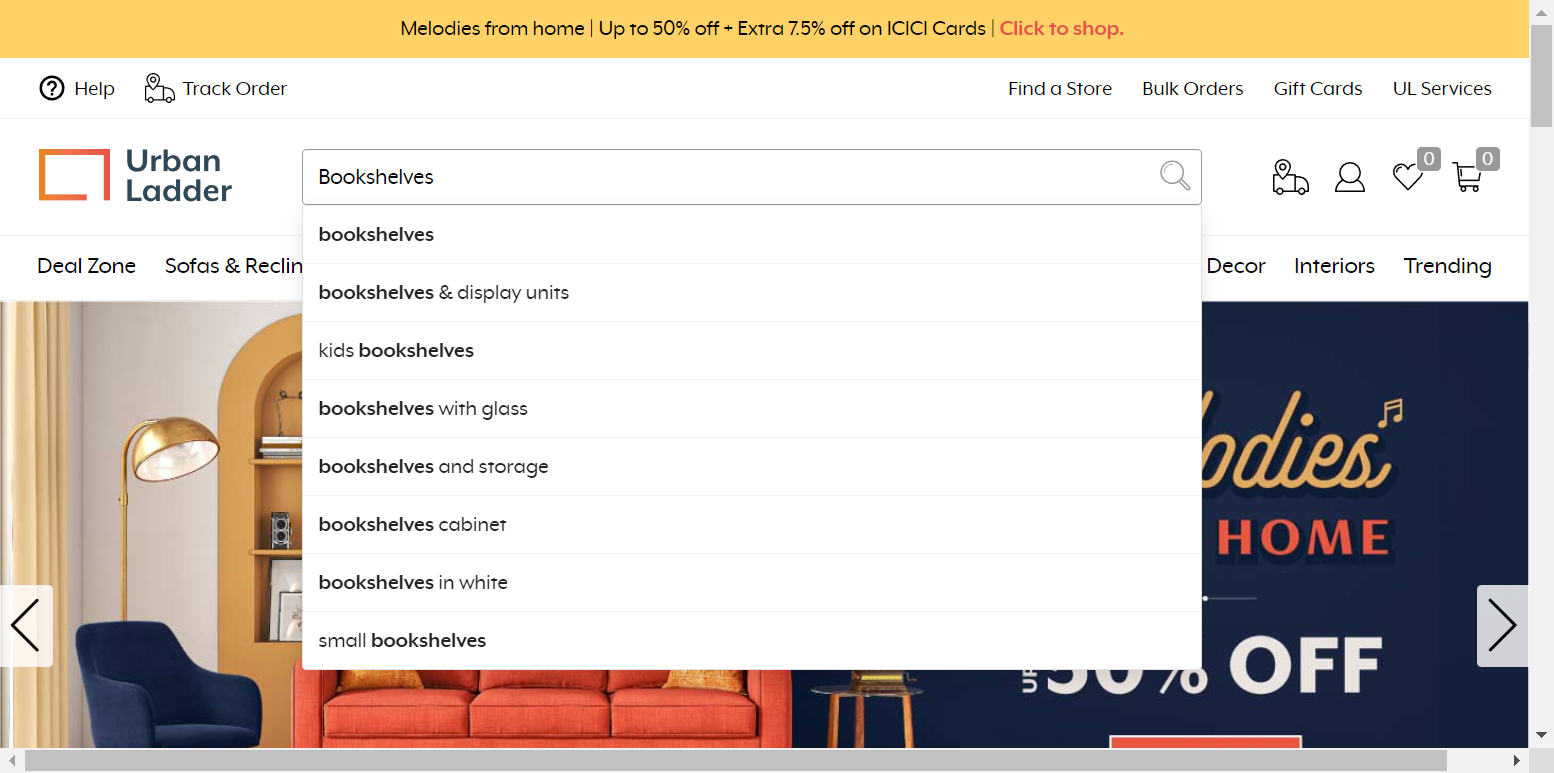 Melodies from home | Up to 50% off + Extra 7.5% off on ICICI Cards | Click to shop.
Help Track Order Find a Store Bulk Orders Gift Cards UL Services
Urban
Ladder
Bookshelves
0 0
bookshelves
Deal Zone Sofas & Reclin Decor Interiors Trending
bookshelves & display units
kids bookshelves
bookshelves with glass
bookshelves and storage
bookshelves cabinet
bookshelves in white
small bookshelves
HOME
50% OFF